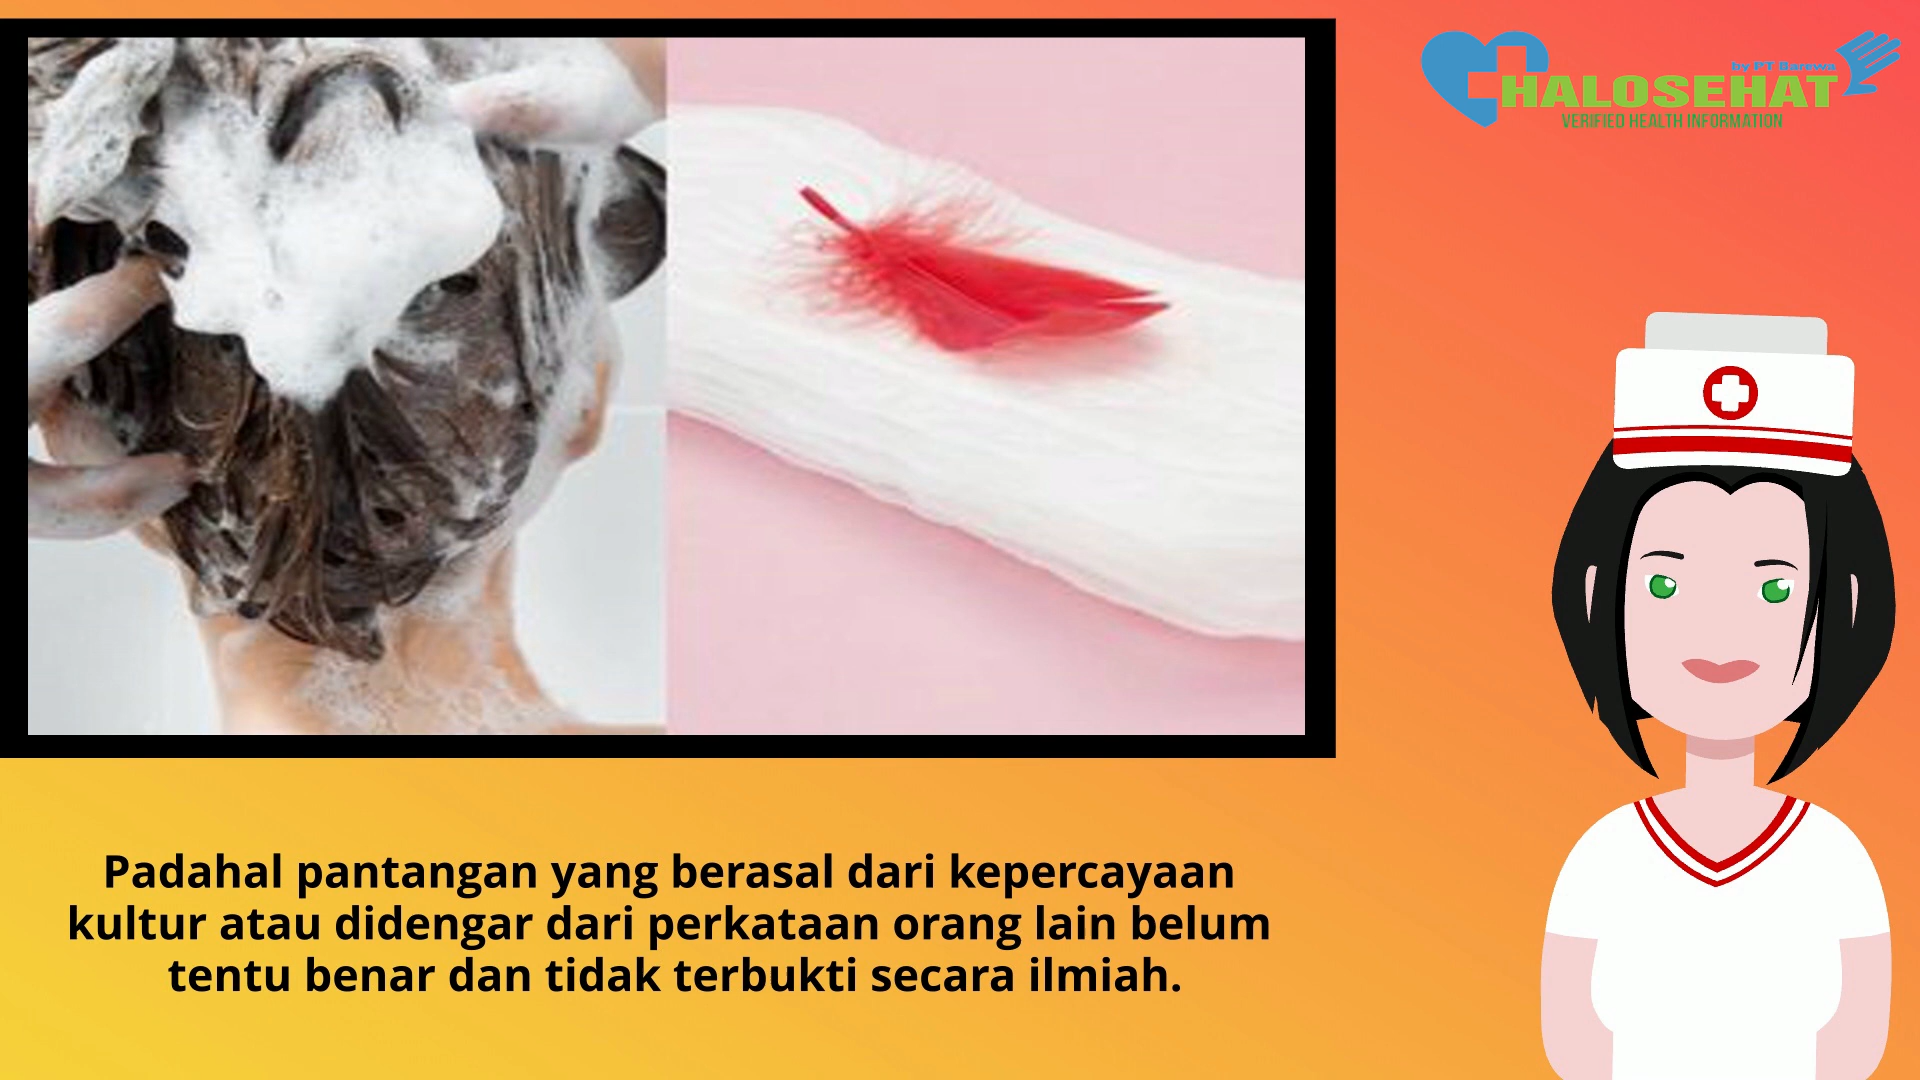 by PT Barewa
HALOSEHAT
VERIFIED HEALTH INFORMATION
Padahal pantangan yang berasal dari kepercayaan
kultur atau didengar dari perkataan orang lain belum
tentu benar dan tidak terbukti secara ilmiah.